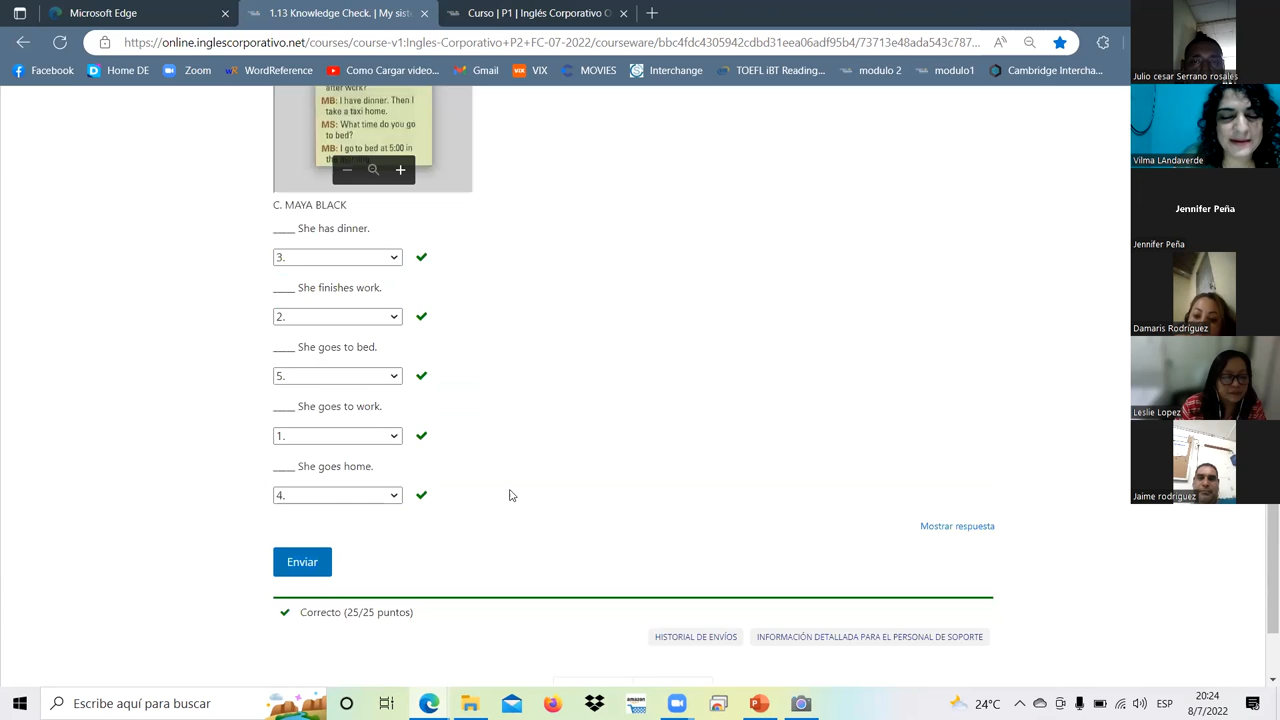 Microsoft Edge
1.13 Knowledge Check. | My sist
Curso | P1 | Inglés Corporativo
https://online.inglescorporativo.net/courses/course-v1:Ingles-Corporativo+P2+FC-07-2022/courseware/bbc4fdc4305942cdbd31eea06adf95b4/73713e48ada543c787...
Facebook
Home DE
Zoom
WordReference
Como Cargar video...
Gmail
VIX
MOVIES
Interchange
TOEFL iBT Reading...
modulo 2
modulo1
Cambridge Intercha...
after work?
MB: I have dinner. Then I
take a taxi home.
MS: What time do you go
to bed?
MB: I go to bed at 5:00 in
C. MAYA BLACK
____ She has dinner.
3.
____ She finishes work.
2.
____ She goes to bed.
5.
____ She goes to work.
1.
____ She goes home.
4.
Mostrar respuesta
Enviar
Correcto (25/25 puntos)
HISTORIAL DE ENVÍOS
INFORMACIÓN DETALLADA PARA EL PERSONAL DE SOPORTE
Julio cesar Serrano rosales
Vilma LAndaverde
Jennifer Peña
Jennifer Peña
Damaris Rodríguez
Leslie Lopez
Jaime rodriguez
Escribe aquí para buscar
24°C
ESP
20:24
8/7/2022